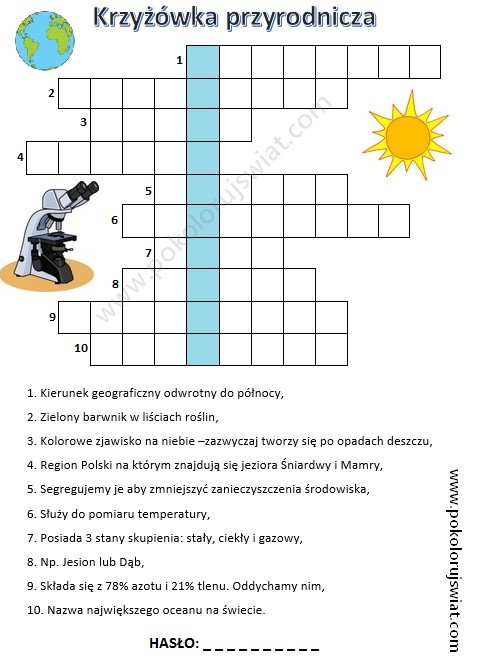 Krzyżówka przyrodnicza
1
2
3
4
5
6
7
8
9
10
www.pokolorujswiat.com
1. Kierunek geograficzny odwrotny do północy,
2. Zielony barwnik w liściach roślin,
3. Kolorowe zjawisko na niebie –zazwyczaj tworzy się po opadach deszczu,
4. Region Polski na którym znajdują się jeziora Śniardwy i Mamry,
5. Segregujemy je aby zmniejszyć zanieczyszczenia środowiska,
6. Służy do pomiaru temperatury,
7. Posiada 3 stany skupienia: stały, ciekły i gazowy,
8. Np. Jesion lub Dąb,
9. Składa się z 78% azotu i 21% tlenu. Oddychamy nim,
10. Nazwa największego oceanu na świecie.
www.pokolorujswiat.com
HASŁO: _ _ _ _ _ _ _ _ _ _